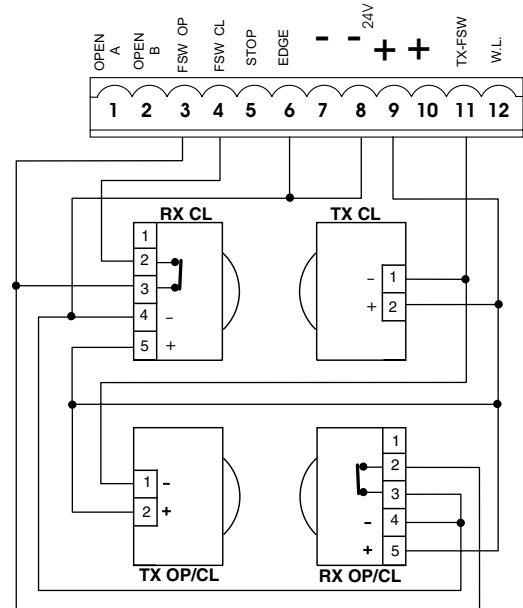 OPEN A
OPEN B
FSW OP
FSW CL
STOP
EDGE
-
-
24V
+
+
TX-FSW
W.L.
1 2 3 4 5 6 7 8 9 10 11 12
RX CL
1
2
3
4 -
5 +
TX CL
- 1
+ 2
1 -
2 +
TX OP/CL
1
2
3
- 4
+ 5
RX OP/CL